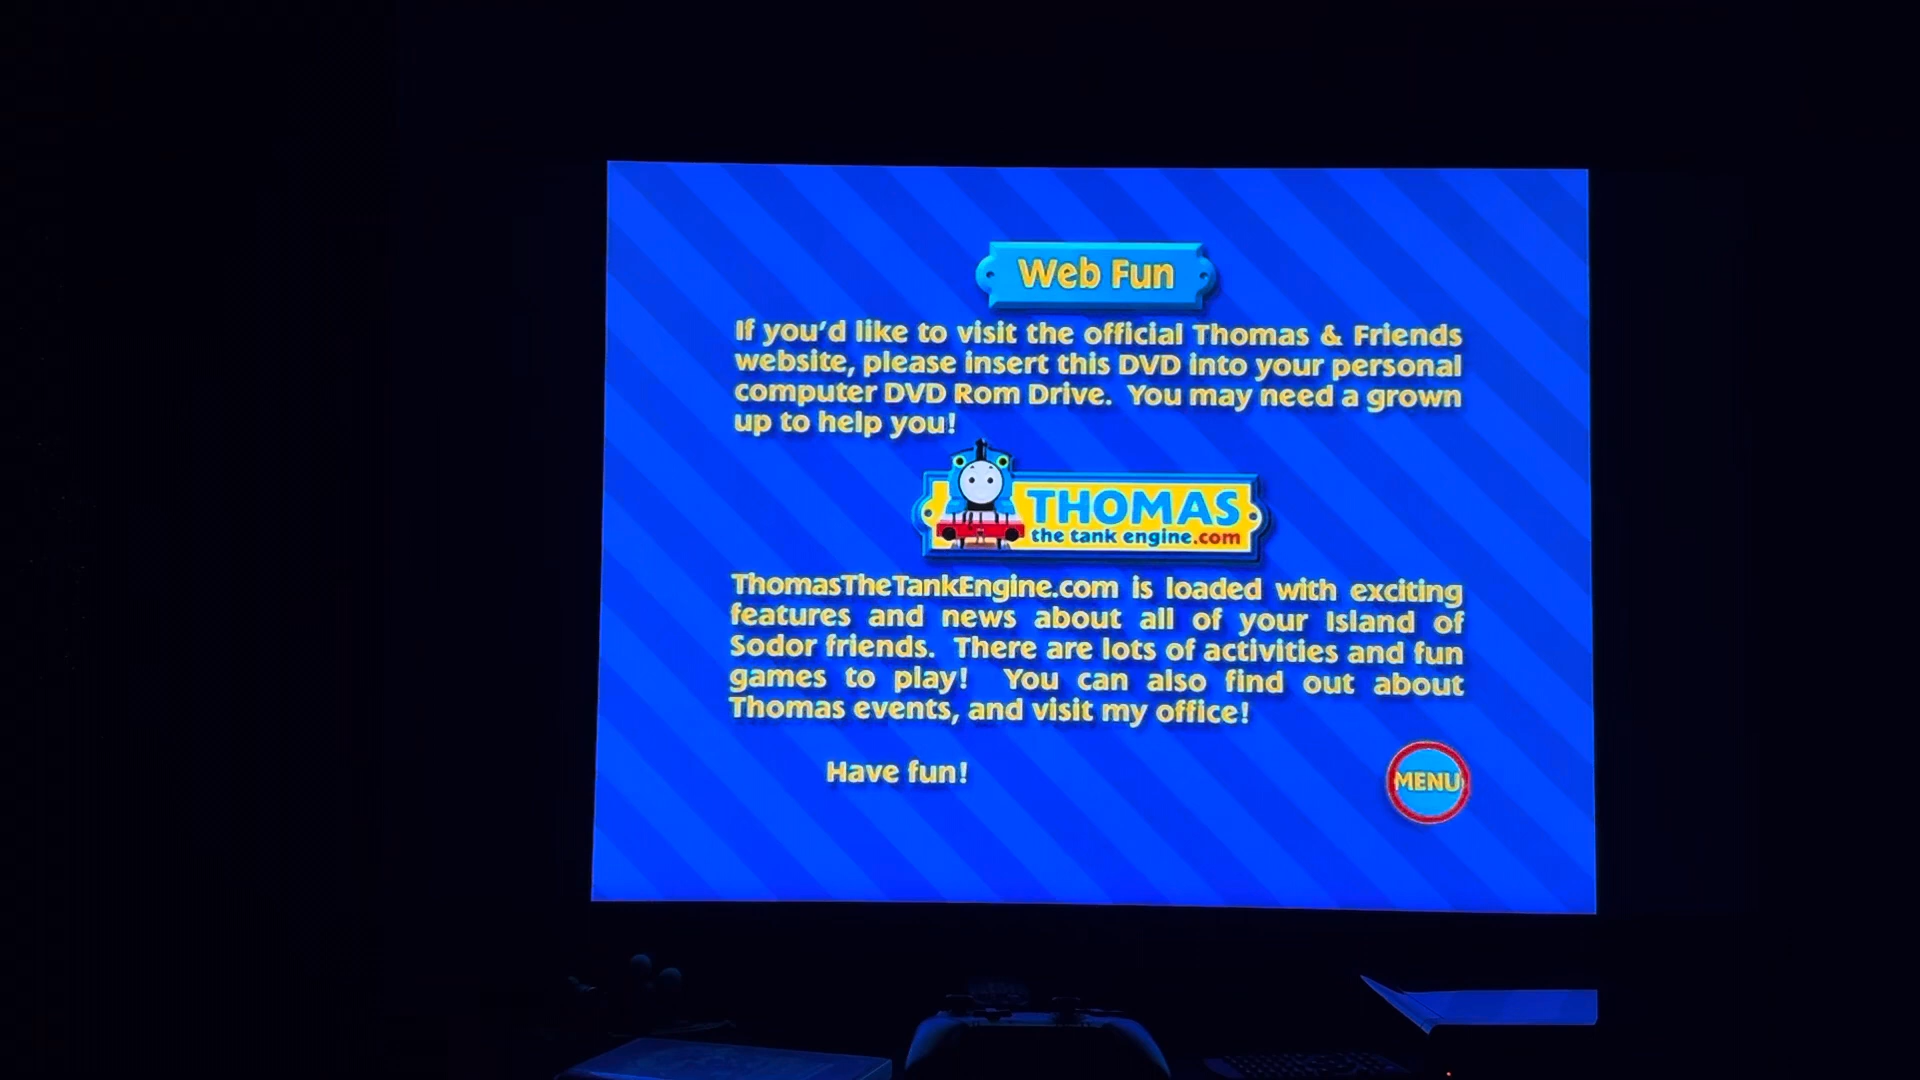 Web Fun
If you'd like to visit the official Thomas & Friends
website, please insert this DVD into your personal
computer DVD Rom Drive.  You may need a grown
up to help you!
THOMAS
the tank engine.com
ThomasTheTankEngine.com is loaded with exciting
features and news about all of your Island of
Sodor friends.  There are lots of activities and fun
games to play!  You can also find out about
Thomas events, and visit my office!
Have fun!
MENU